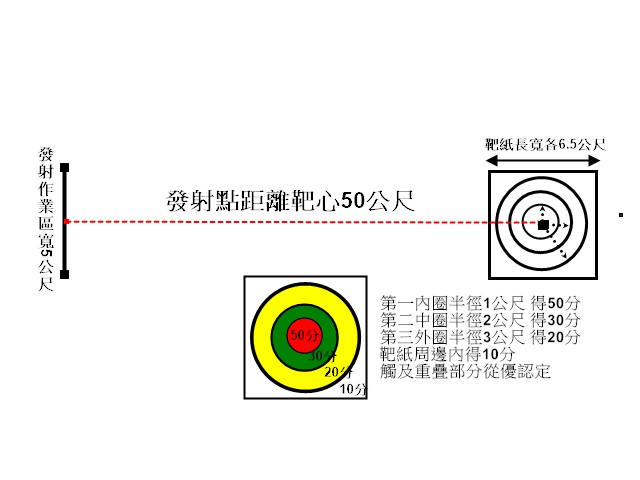 靶紙長寬各6.5公尺
發射作業區寬5公尺
發射點距離靶心50公尺
50分
30分
20分
10分
第一內圈半徑1公尺 得50分
第二中圈半徑2公尺 得30分
第三外圈半徑3公尺 得20分
靶紙周邊內得10分
觸及重疊部分從優認定